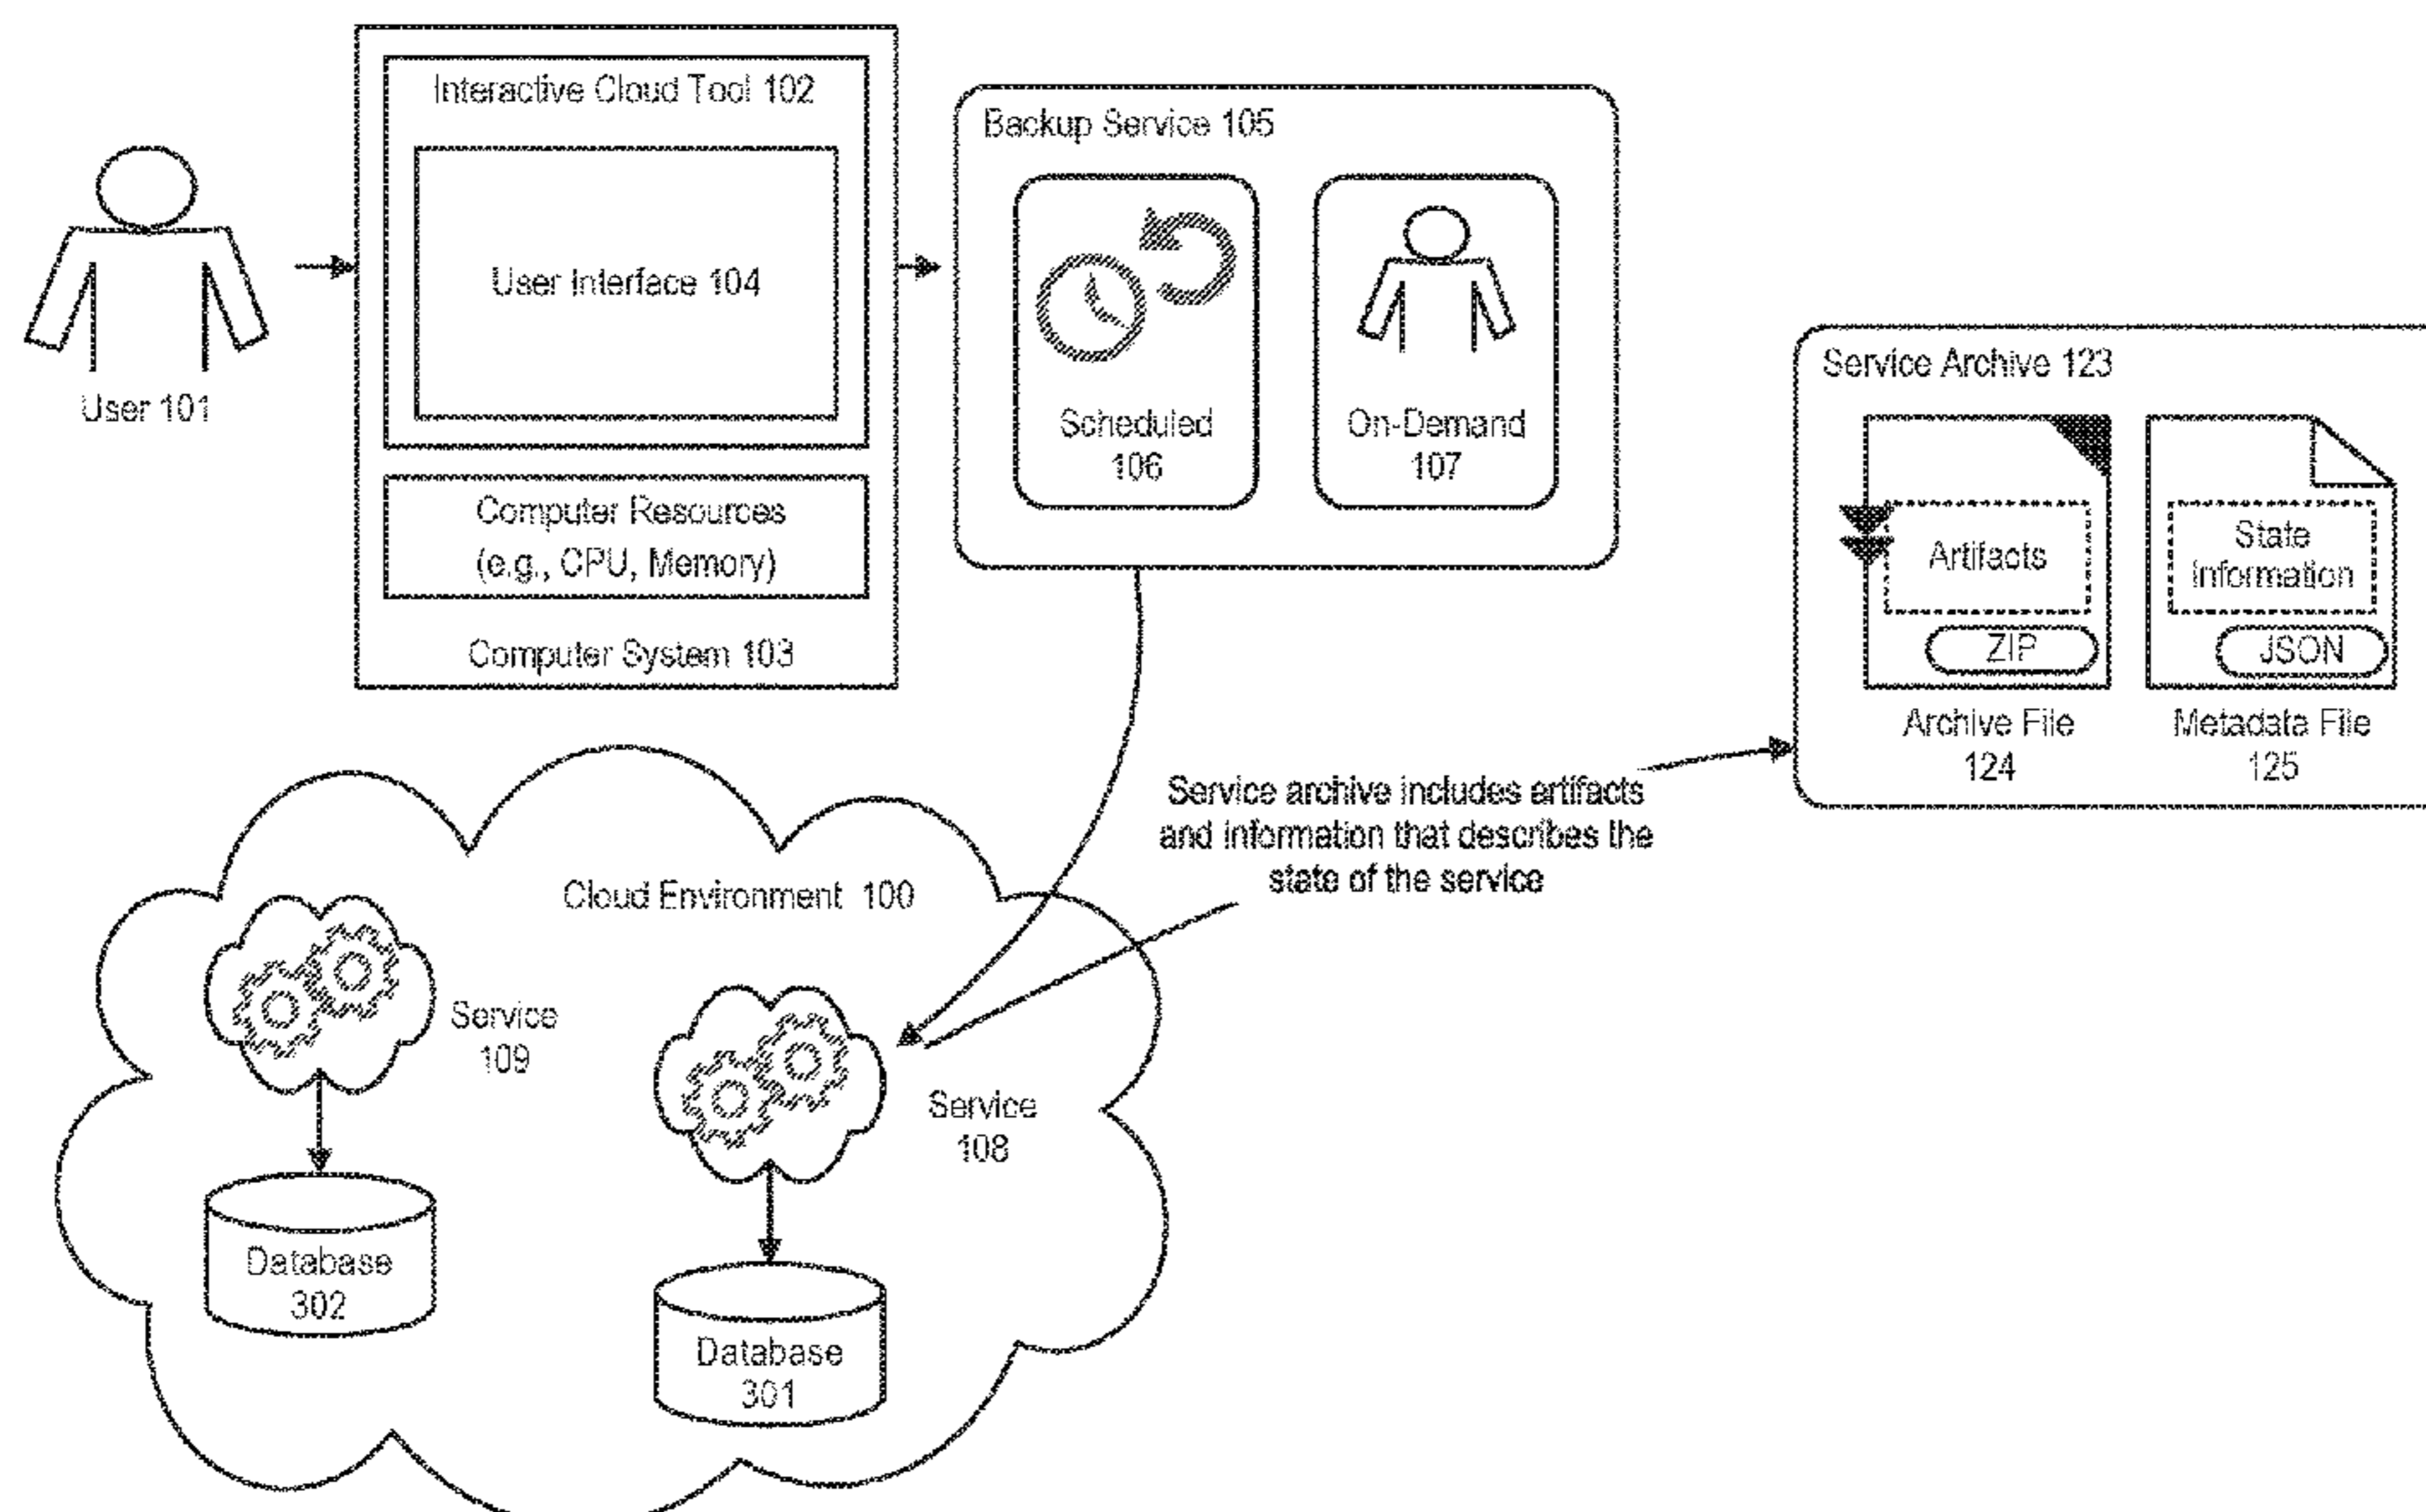 Interactive Cloud Tool 102
User Interface 104
User 101
Computer Resources
(e.g., CPU, Memory)
Computer System 103
Backup Service 105
Scheduled
106
On-Demand
107
Service Archive 123
Artifacts
ZIP
Archive File
124
State
Information
JSON
Metadata File
125
Service archive includes artifacts
and information that describes the
state of the service
Cloud Environment 100
Service
109
Database
302
Service
108
Database
301